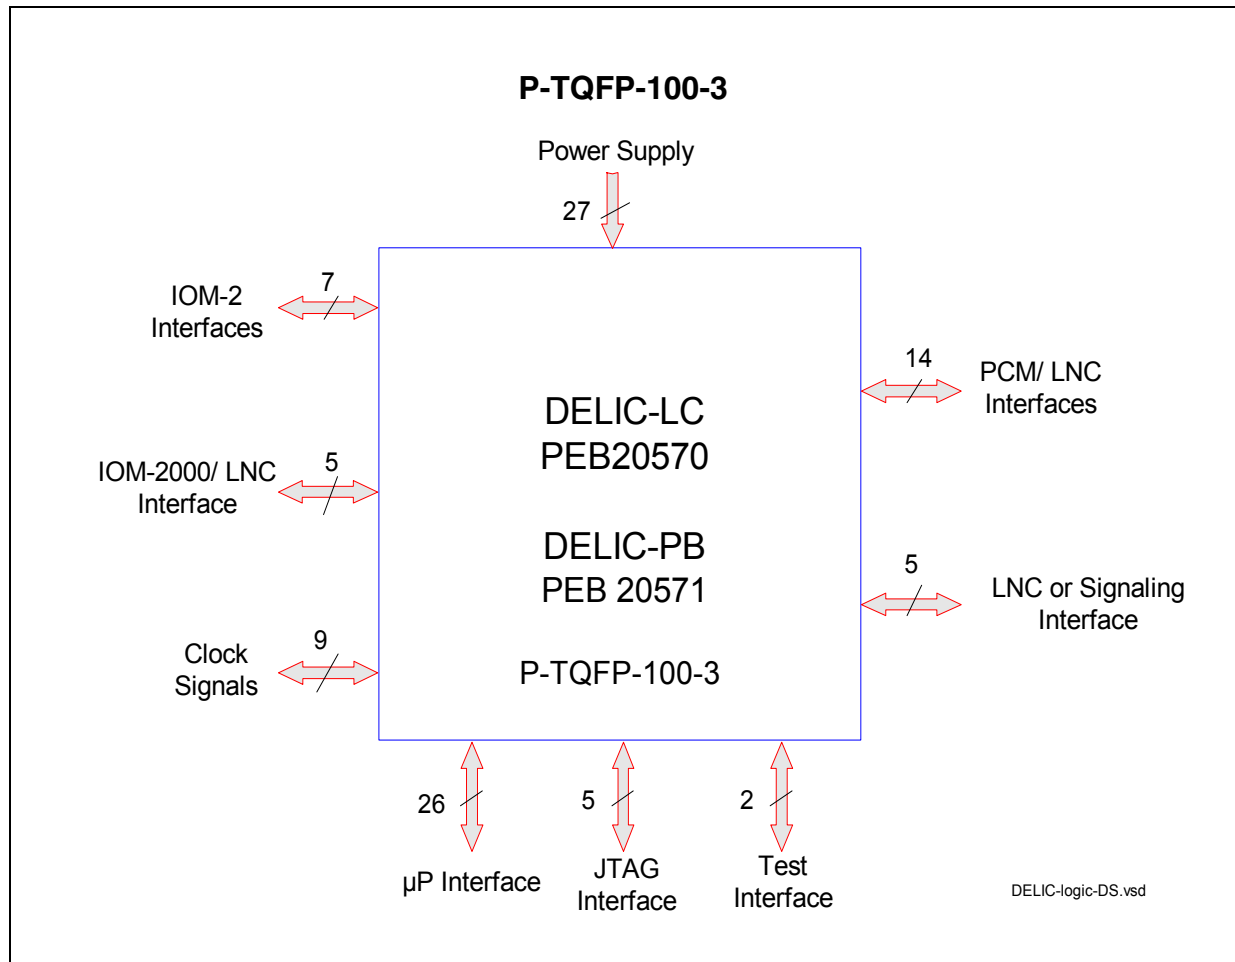 P-TQFP-100-3
Power Supply
27
7
IOM-2
Interfaces
14
PCM/ LNC
Interfaces
DELIC-LC
PEB20570
5
IOM-2000/ LNC
Interface
DELIC-PB
PEB 20571
5
LNC or Signaling
Interface
9
Clock
Signals
P-TQFP-100-3
26
5
2
µP Interface
JTAG
Interface
Test
Interface
DELIC-logic-DS.vsd